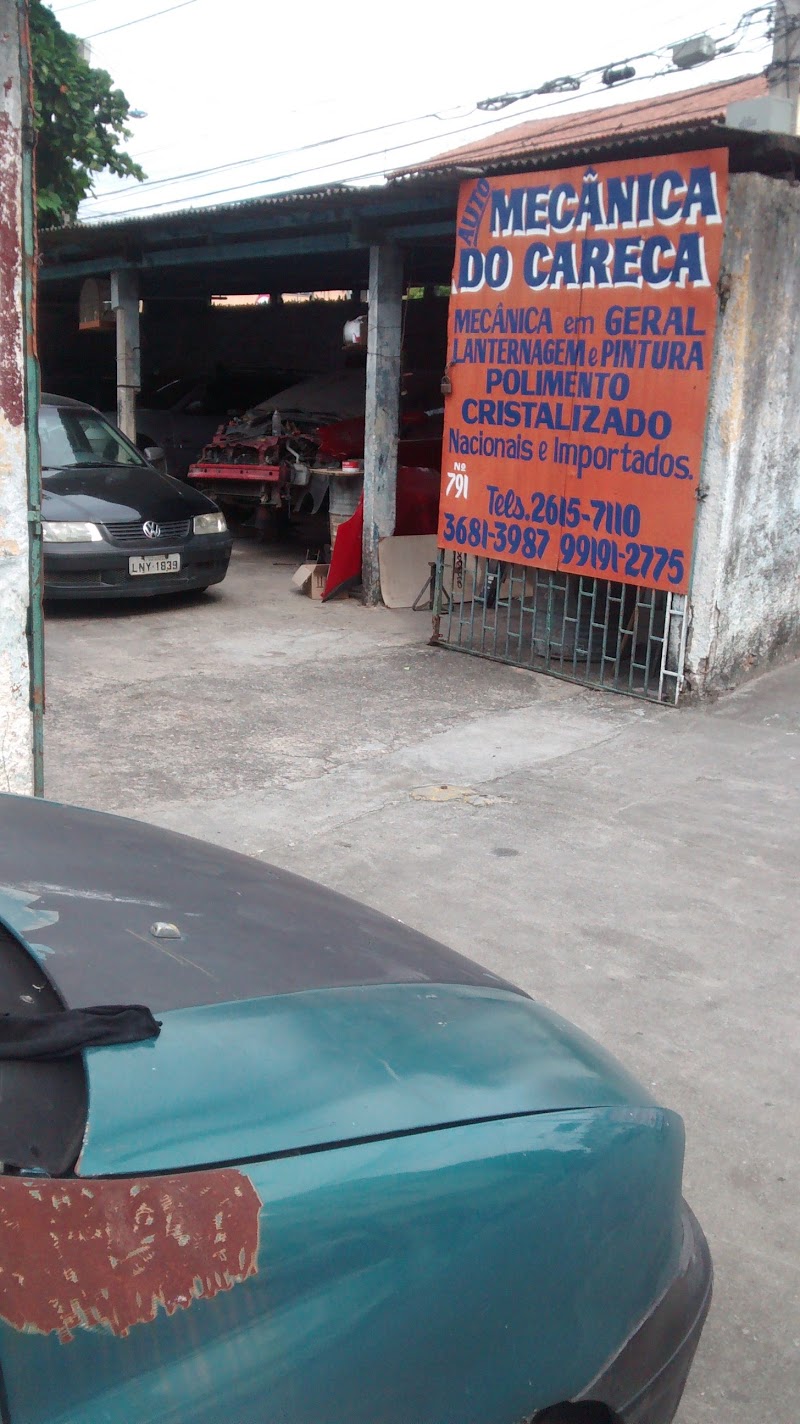 AUTO MECÂNICA
DO CARECA
MECÂNICA em GERAL
LANTERNAGEM e PINTURA
POLIMENTO
CRISTALIZADO
Nacionais e Importados.
Nº
791
Tels. 2615-7110
3681-3987 99191-2775
LNY 1839